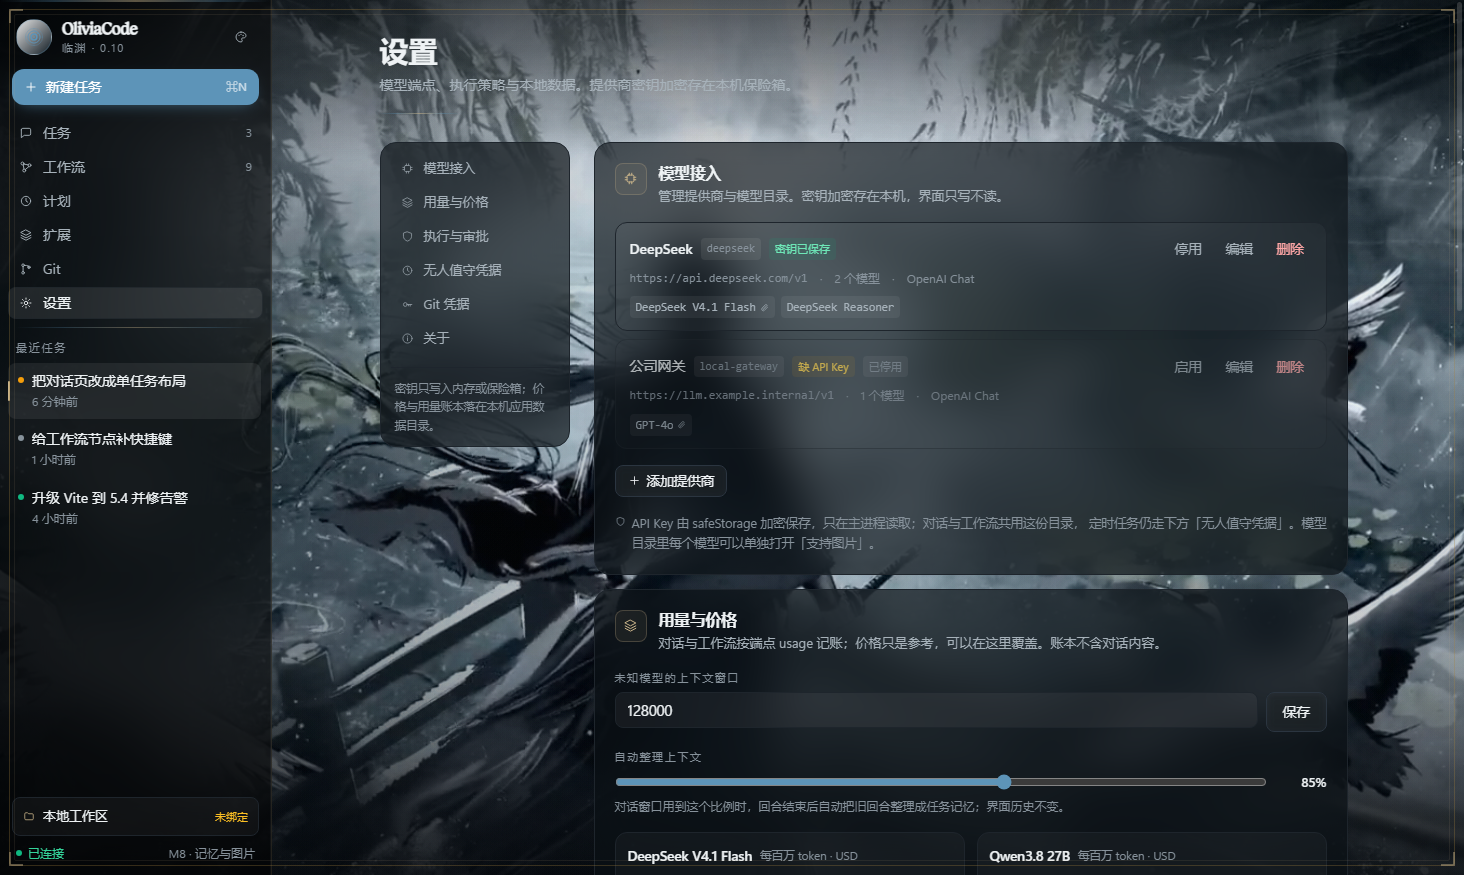 OliviaCode
临渊 · 0.10
+ 新建任务 ⌘N
任务 3
工作流 9
计划
扩展
Git
设置
最近任务
把对话页改成单任务布局
6 分钟前
给工作流节点补快捷键
1 小时前
升级 Vite 到 5.4 并修告警
4 小时前
本地工作区 未绑定
已连接 M8 · 记忆与图片
设置
模型端点、执行策略与本地数据。提供商密钥加密存在本机保险箱。
模型接入
用量与价格
执行与审批
无人值守凭据
Git 凭据
关于
密钥只写入内存或保险箱；价
格与用量账本落在本机应用数
据目录。
模型接入
管理提供商与模型目录。密钥加密存在本机，界面只写不读。
DeepSeek deepseek 密钥已保存 停用 编辑 删除
https://api.deepseek.com/v1 · 2 个模型 · OpenAI Chat
DeepSeek V4.1 Flash DeepSeek Reasoner
公司网关 local-gateway 缺 API Key 已停用 启用 编辑 删除
https://llm.example.internal/v1 · 1 个模型 · OpenAI Chat
GPT-4o
+ 添加提供商
API Key 由 safeStorage 加密保存，只在主进程读取；对话与工作流共用这份目录， 定时任务仍走下方「无人值守凭据」。模型
目录里每个模型可以单独打开「支持图片」。
用量与价格
对话与工作流按端点 usage 记账；价格只是参考，可以在这里覆盖。账本不含对话内容。
未知模型的上下文窗口
128000 保存
自动整理上下文
85%
对话窗口用到这个比例时，回合结束后自动把旧回合整理成任务记忆；界面历史不变。
DeepSeek V4.1 Flash 每百万 token · USD
Qwen3.8 27B 每百万 token · USD